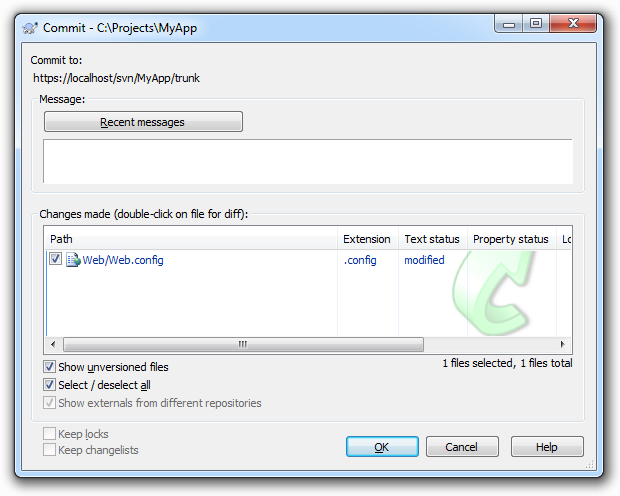 Commit - C:\Projects\MyApp
Commit to:
https://localhost/svn/MyApp/trunk
Message:
Recent messages
Changes made (double-click on file for diff):
Path Extension Text status Property status Lo
Web/Web.config .config modified
Show unversioned files
1 files selected, 1 files total
Select / deselect all
Show externals from different repositories
Keep locks
Keep changelists
OK Cancel Help